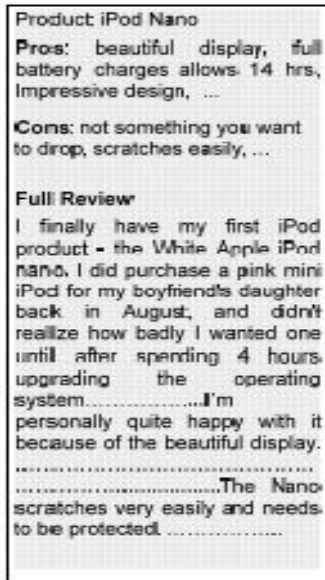 Product: iPod Nano
Pros: beautiful display, full
battery charges allows 14 hrs,
Impressive design, ...
Cons: not something you want
to drop, scratches easily, ...
Full Review
I finally have my first iPod
product - the White Apple iPod
nano. I did purchase a pink mini
iPod for my boyfriend's daughter
back in August, and didn't
realize how badly I wanted one
until after spending 4 hours
upgrading the operating
system...................I'm
personally quite happy with it
because of the beautiful display.
......................................................
.....................................The Nano
scratches very easily and needs
to be protected. ....................